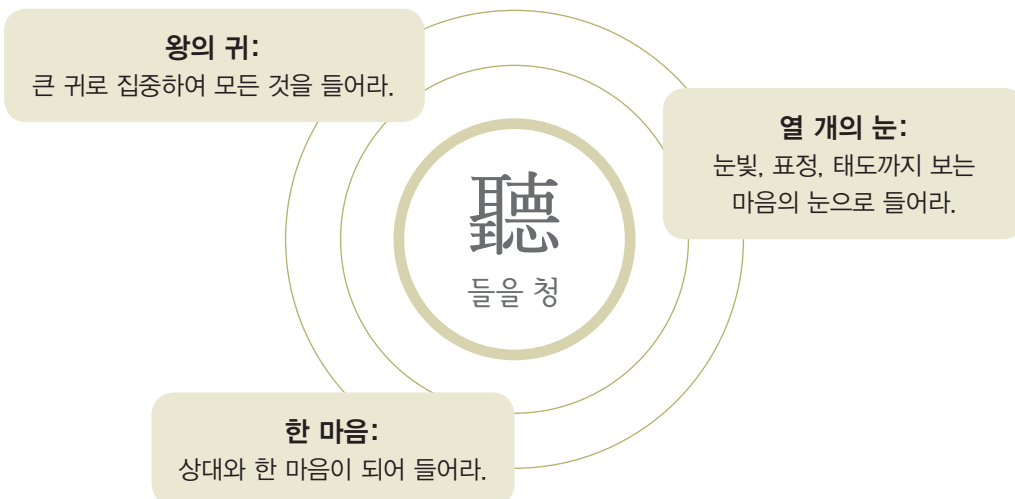 왕의 귀:
큰 귀로 집중하여 모든 것을 들어라.
열 개의 눈:
눈빛, 표정, 태도까지 보는
마음의 눈으로 들어라.
聽
들을 청
한 마음:
상대와 한 마음이 되어 들어라.